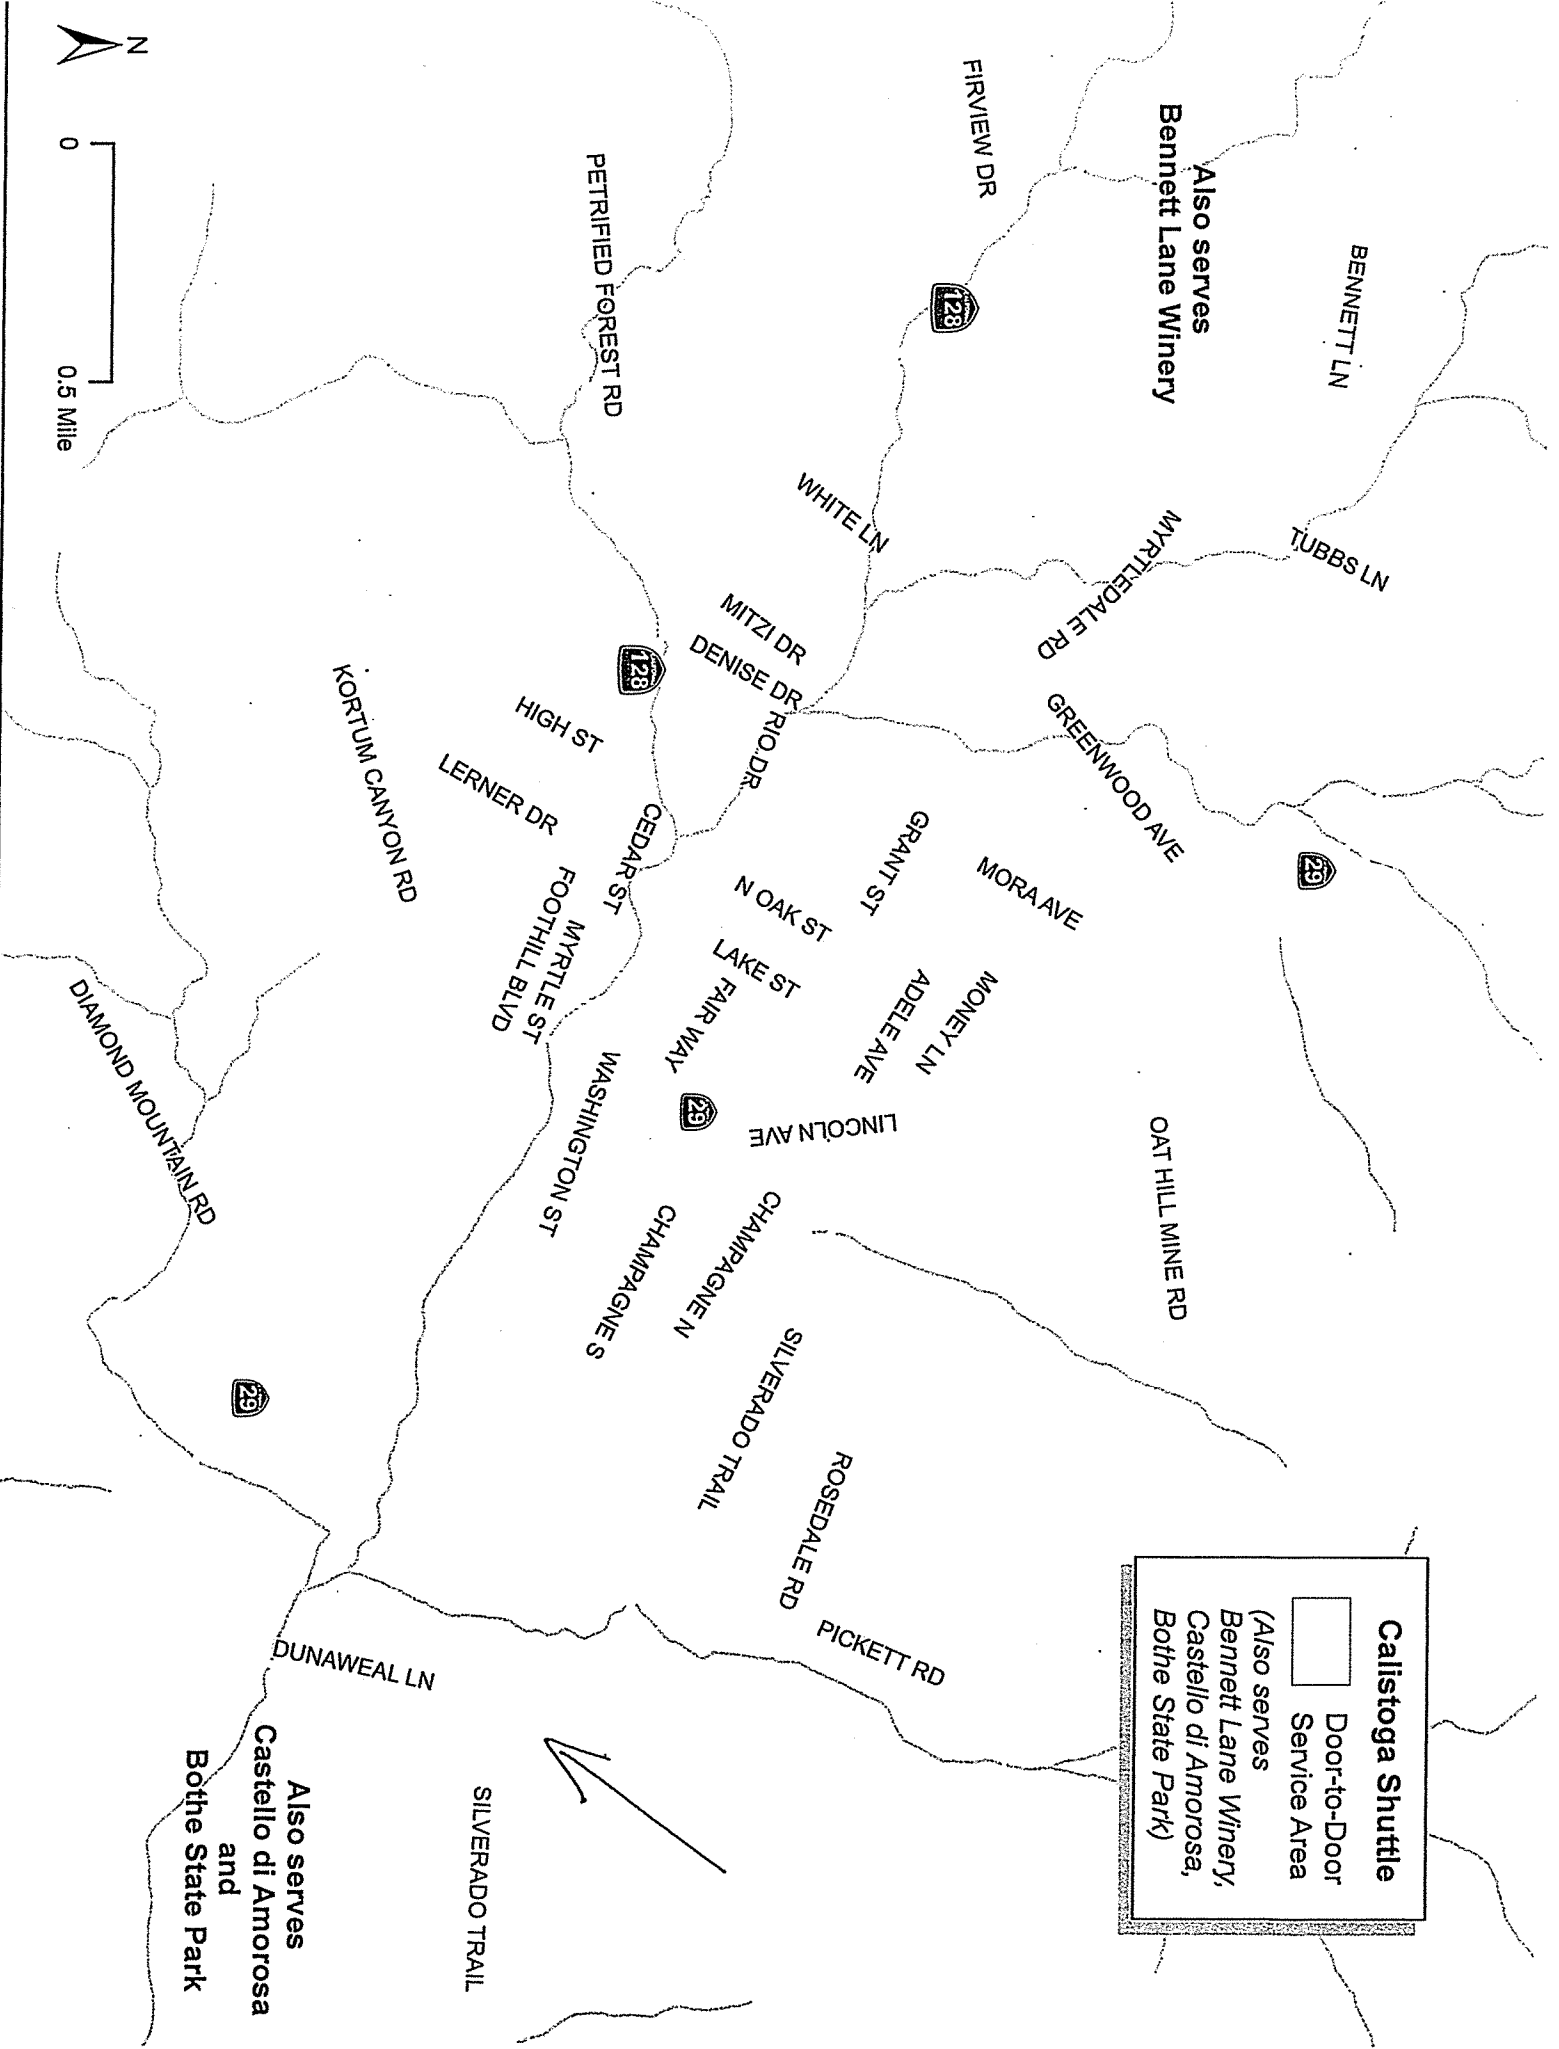 Calistoga Shuttle
Door-to-Door
Service Area
(Also serves
Bennett Lane Winery,
Castello di Amorosa,
Bothe State Park)
BENNETT LN
TUBBS LN
29
Also serves
Bennett Lane Winery
MYRTLEDALE RD
GREENWOOD AVE
OAT HILL MINE RD
FIRVIEW DR
128
MORA AVE
MONEY LN
GRANT ST
ADELE AVE
PICKETT RD
WHITE LN
LINCOLN AVE
ROSEDALE RD
MITZI DR
DENISE DR
RIO DR
N OAK ST
LAKE ST
FAIR WAY
29
CHAMPAGNE N
CHAMPAGNE S
SILVERADO TRAIL
PETRIFIED FOREST RD
128
CEDAR ST
HIGH ST
LERNER DR
MYRTLE ST
FOOTHILL BLVD
WASHINGTON ST
SILVERADO TRAIL
KORTUM CANYON RD
DUNAWEAL LN
29
Also serves
Castello di Amorosa
and
Bothe State Park
DIAMOND MOUNTAIN RD
N
0
0.5 Mile